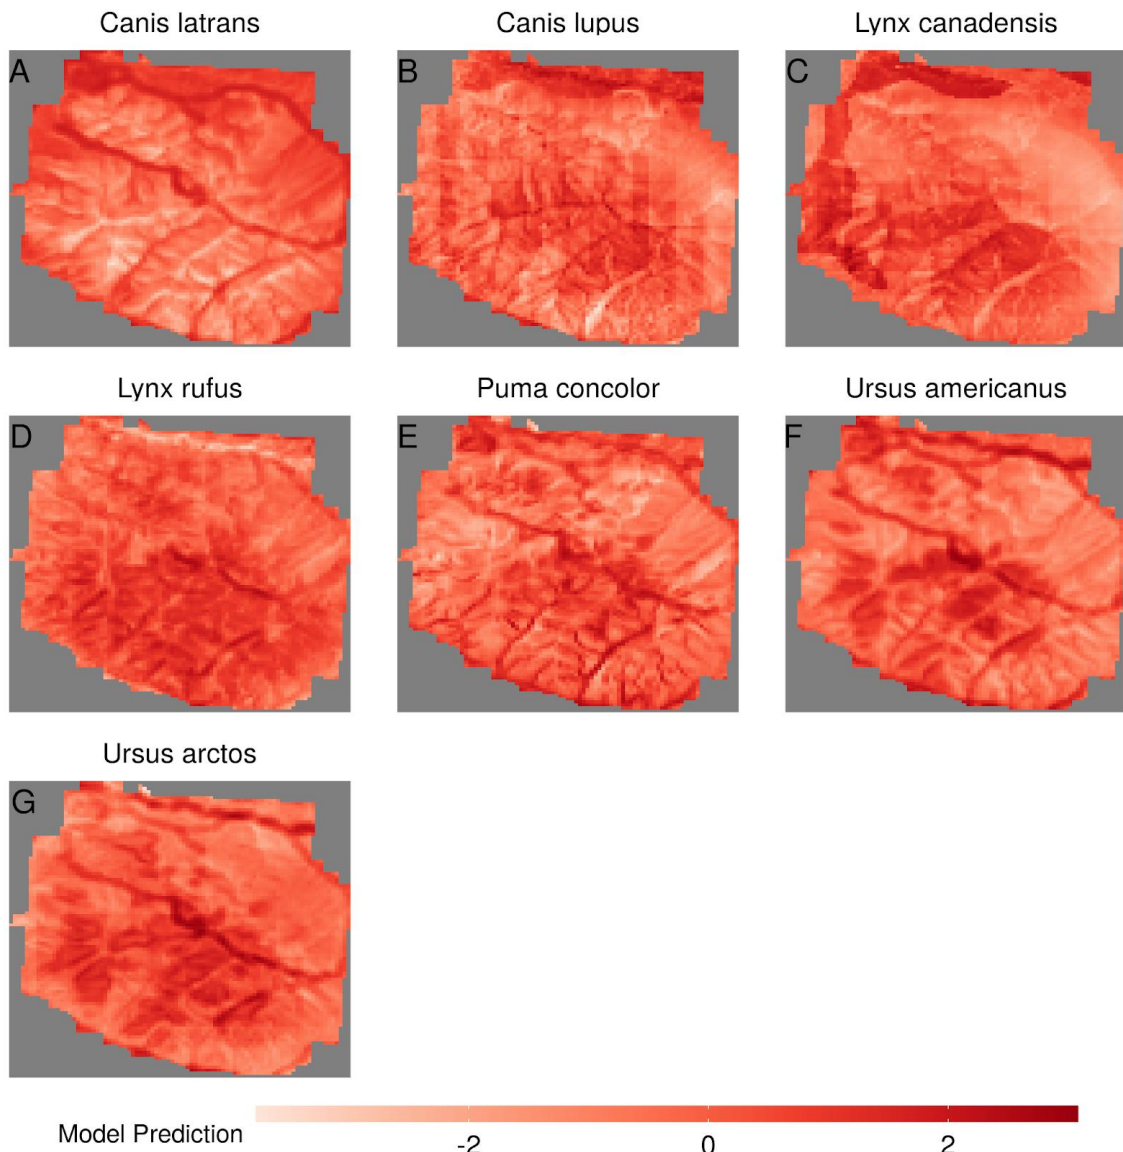 Canis latrans
Canis lupus
Lynx canadensis
A
B
C
Lynx rufus
Puma concolor
Ursus americanus
D
E
F
Ursus arctos
G
Model Prediction
-2
0
2